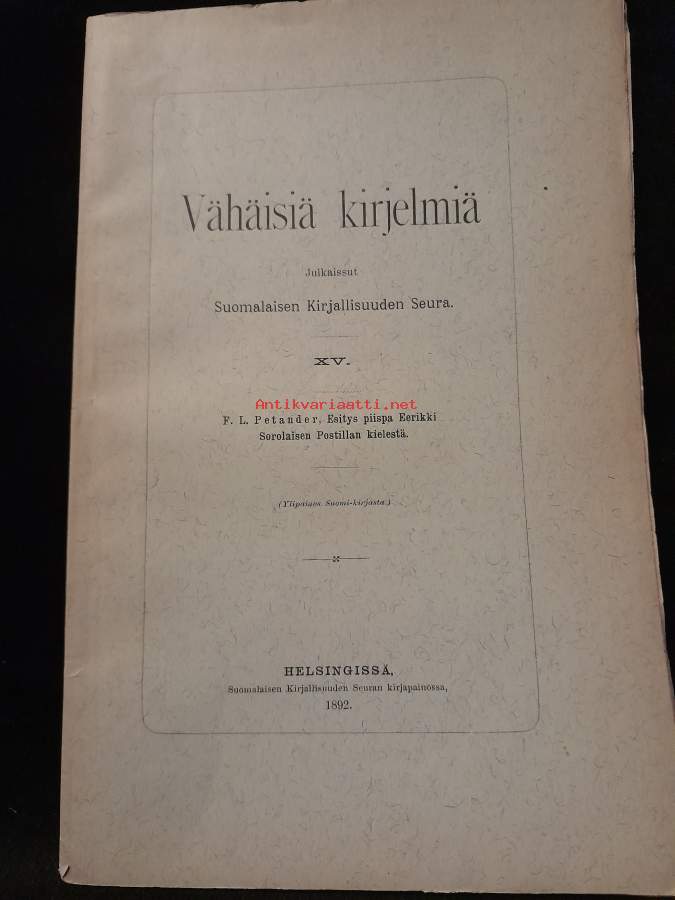 Vähäisiä kirjelmiä
Julkaissut
Suomalaisen Kirjallisuuden Seura.
XV.
Antikvariaatti.net
F. L. Petander, Esitys piispa Eerikki
Sorolaisen Postillan kielestä.
(Ylipainos Suomi-kirjasta.)
HELSINGISSÄ,
Suomalaisen Kirjallisuuden Seuran kirjapainossa,
1892.